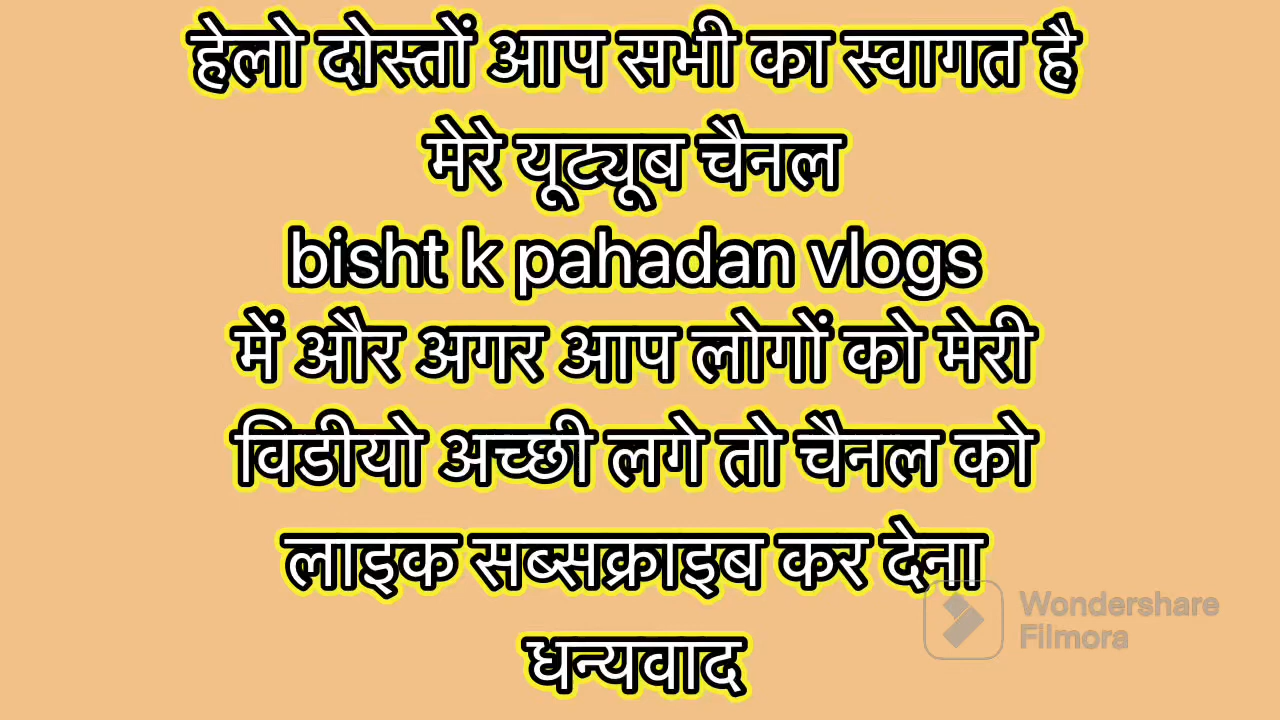 हेलो दोस्तों आप सभी का स्वागत है
मेरे यूट्यूब चैनल
bisht k pahadan vlogs
में और अगर आप लोगों को मेरी
विडीयो अच्छी लगे तो चैनल को
लाइक सब्सक्राइब कर देना
धन्यवाद
Wondershare
Filmora